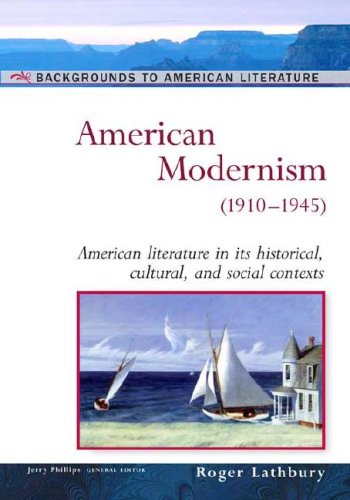 BACKGROUNDS TO AMERICAN LITERATURE
American
Modernism
(1910–1945)
American literature in its historical,
cultural, and social contexts
Jerry Phillips GENERAL EDITOR
Roger Lathbury